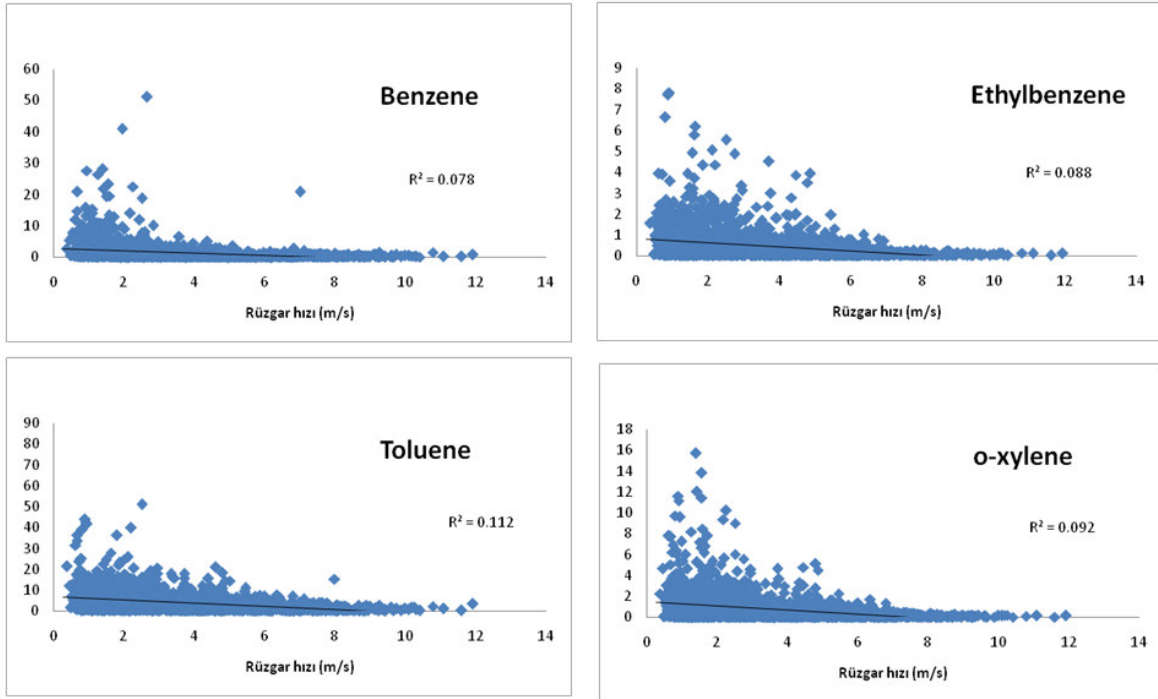 Benzene
60
50
40
30
20
10
0
R² = 0.078
0 2 4 6 8 10 12 14
Rüzgar hızı (m/s)
Ethylbenzene
9
8
7
6
5
4
3
2
1
0
R² = 0.088
0 2 4 6 8 10 12 14
Rüzgar hızı (m/s)
Toluene
90
80
70
60
50
40
30
20
10
0
R² = 0.112
0 2 4 6 8 10 12 14
Rüzgar hızı (m/s)
o-xylene
18
16
14
12
10
8
6
4
2
0
R² = 0.092
0 2 4 6 8 10 12 14
Rüzgar hızı (m/s)